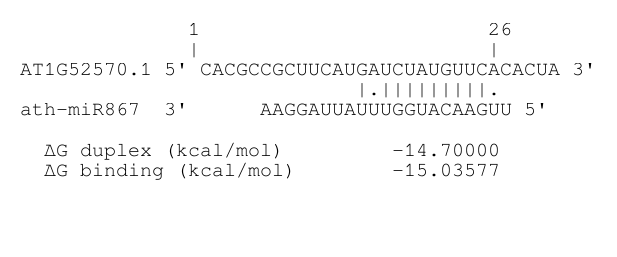 1                        26
|                        |
AT1G52570.1 5' CACGCCGCUUCAUGAUCUAUGUUCACACUA 3'
|.|||||||||.
ath-miR867  3'      AAGGAUUAUUUGGUACAAGUU 5'
ΔG duplex (kcal/mol)         -14.70000
ΔG binding (kcal/mol)        -15.03577